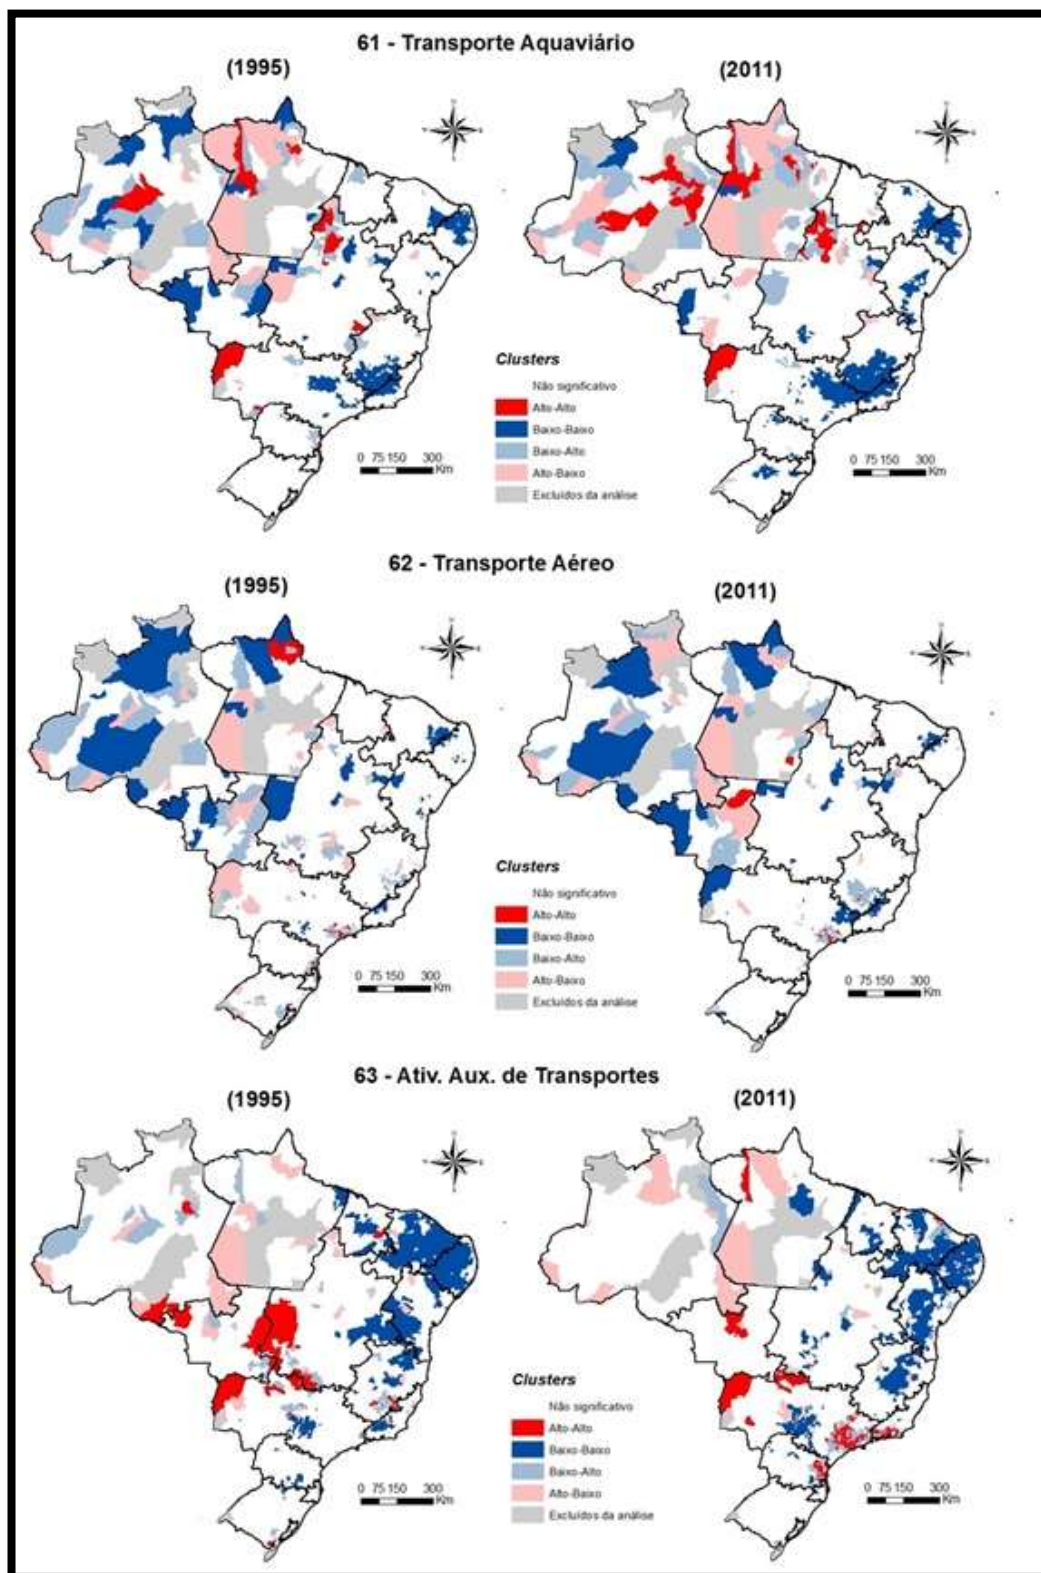 61 - Transporte Aquaviário
(1995)
(2011)
Clusters
Não significativo
Alto-Alto
Baixo-Baixo
Baixo-Alto
Alto-Baixo
Excluídos da análise
0 75 150 300
Km
0 75 150 300
Km
62 - Transporte Aéreo
(1995)
(2011)
Clusters
Não significativo
Alto-Alto
Baixo-Baixo
Baixo-Alto
Alto-Baixo
Excluídos da análise
0 75 150 300
Km
0 75 150 300
Km
63 - Ativ. Aux. de Transportes
(1995)
(2011)
Clusters
Não significativo
Alto-Alto
Baixo-Baixo
Baixo-Alto
Alto-Baixo
Excluídos da análise
0 75 150 300
Km
0 75 150 300
Km